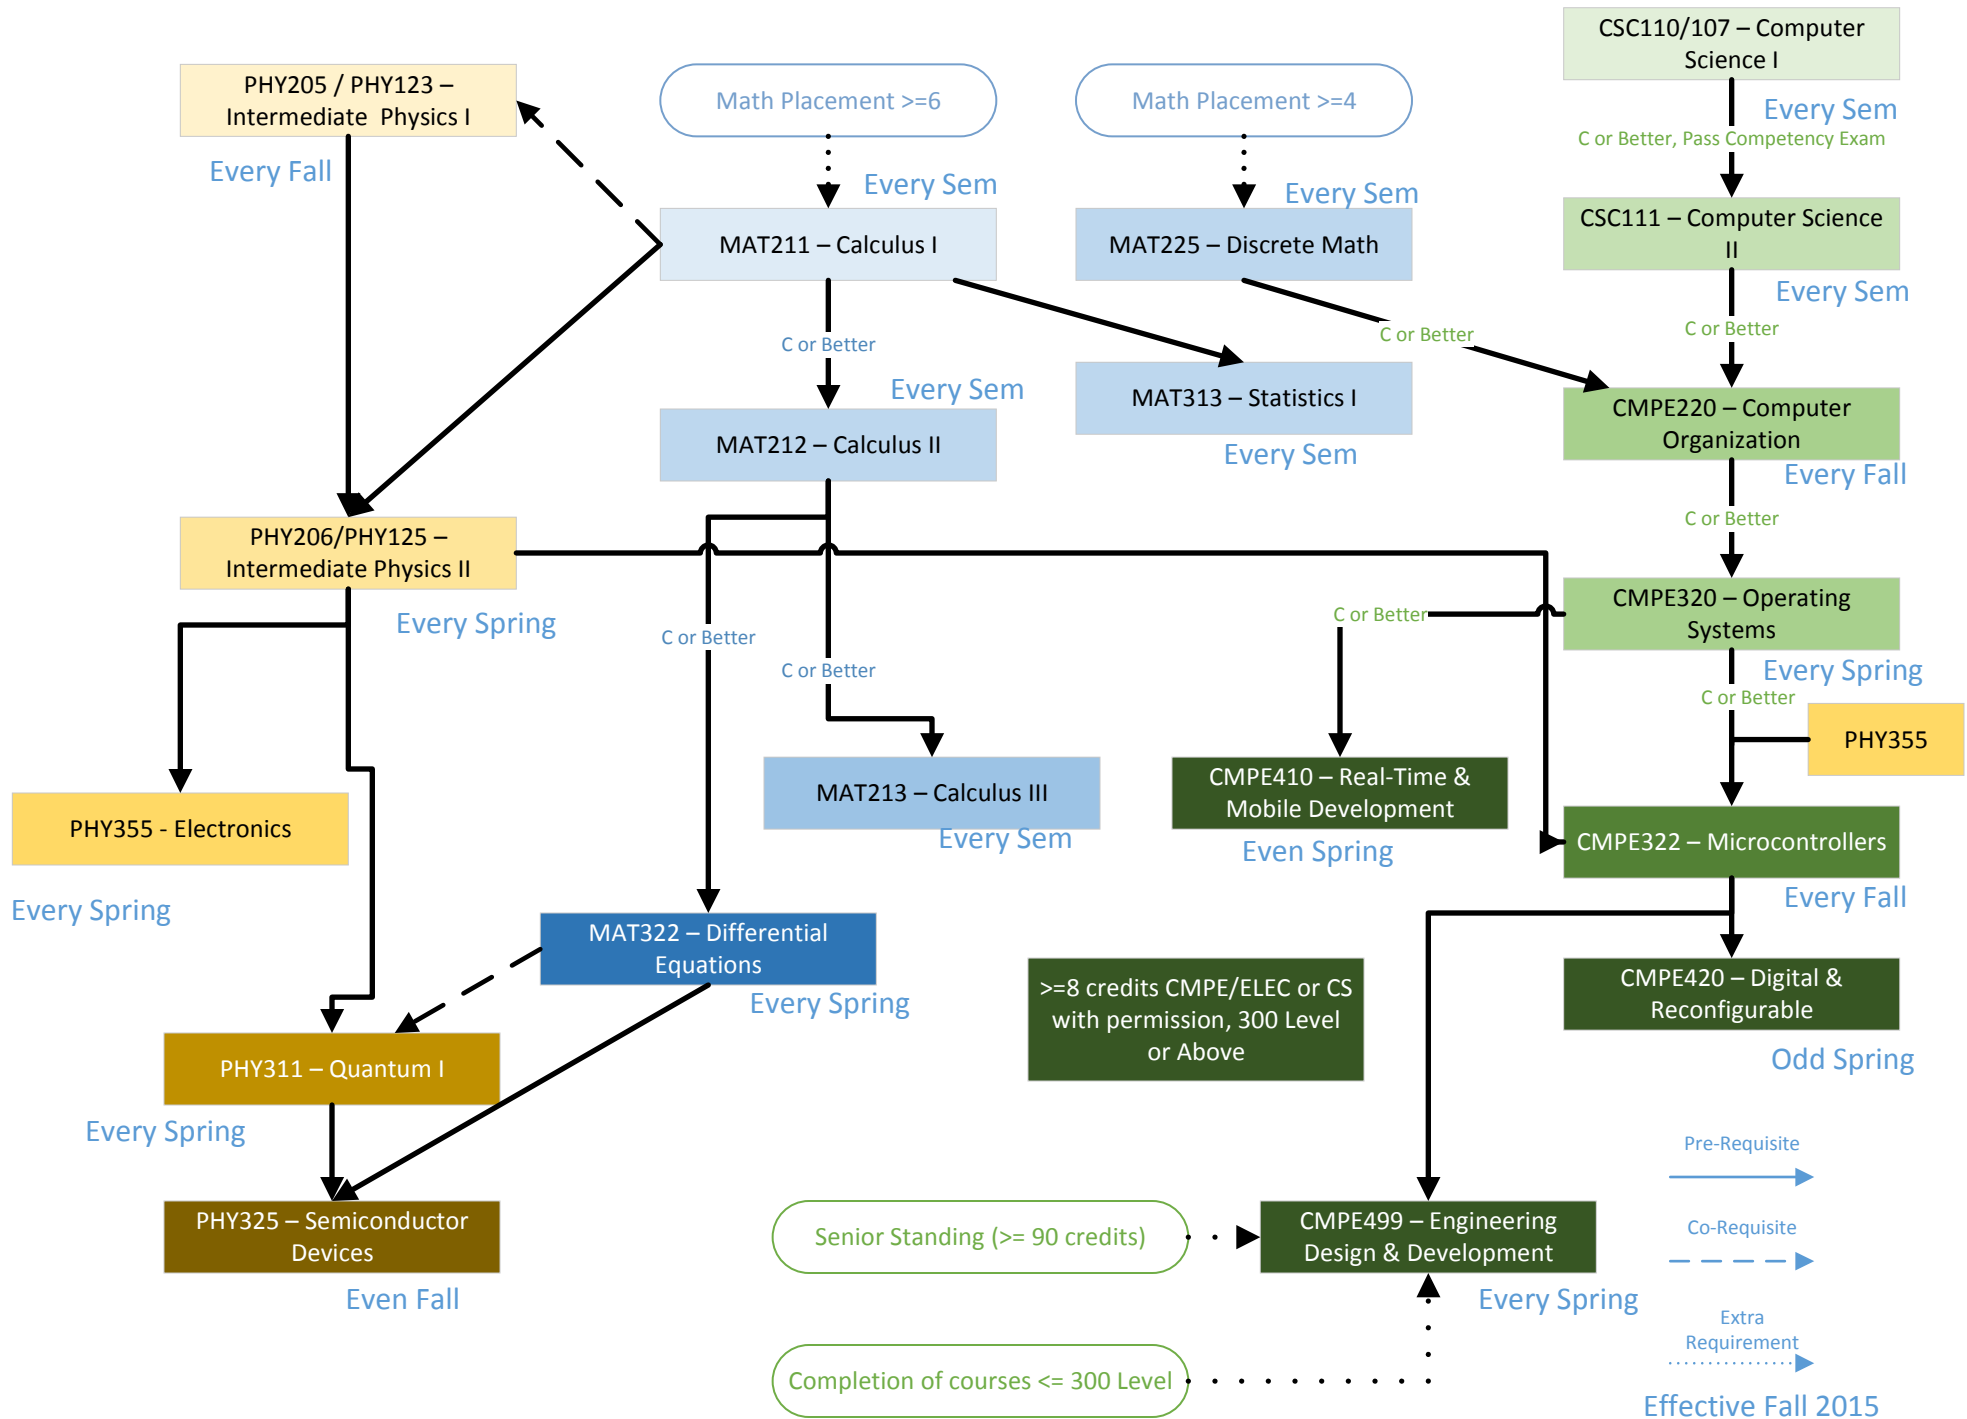 CSC110/107 – Computer
Science I
PHY205 / PHY123 –
Intermediate  Physics I
Math Placement >=6
Math Placement >=4
Every Sem
C or Better, Pass Competency Exam
Every Fall
Every Sem
Every Sem
CSC111 – Computer Science
II
MAT211 – Calculus I
MAT225 – Discrete Math
Every Sem
C or Better
C or Better
C or Better
Every Sem
MAT313 – Statistics I
CMPE220 – Computer
Organization
MAT212 – Calculus II
Every Sem
Every Fall
C or Better
PHY206/PHY125 –
Intermediate Physics II
Every Spring
C or Better
C or Better
C or Better
CMPE320 – Operating
Systems
Every Spring
C or Better
PHY355
CMPE410 – Real-Time &
Mobile Development
Even Spring
MAT213 – Calculus III
Every Sem
PHY355 - Electronics
Every Spring
CMPE322 – Microcontrollers
Every Fall
MAT322 – Differential
Equations
Every Spring
>=8 credits CMPE/ELEC or CS
with permission, 300 Level
or Above
CMPE420 – Digital &
Reconfigurable
Odd Spring
PHY311 – Quantum I
Every Spring
Pre-Requisite
PHY325 – Semiconductor
Devices
Even Fall
Senior Standing (>= 90 credits)
CMPE499 – Engineering
Design & Development
Every Spring
Co-Requisite
Extra
Requirement
Completion of courses <= 300 Level
Effective Fall 2015